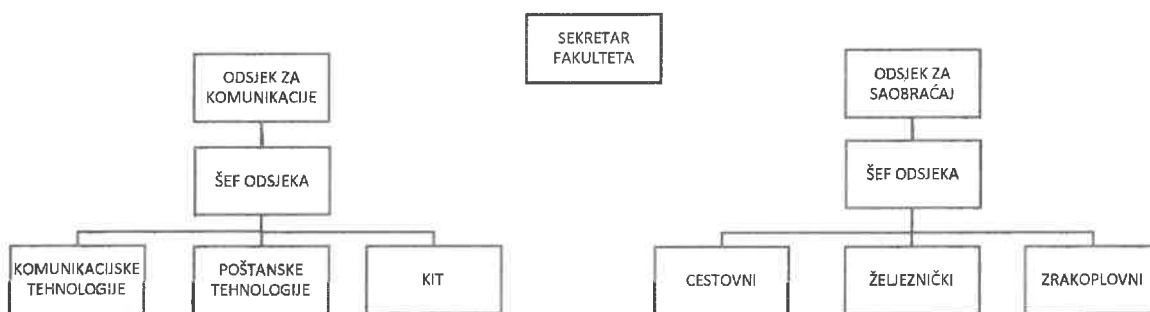 SEKRETAR
FAKULTETA
ODSJEK ZA
KOMUNIKACIJE
ODSJEK ZA
SAOBRAĆAJ
ŠEF ODSJEKA
ŠEF ODSJEKA
KOMUNIKACIJSKE
TEHNOLOGIJE
POŠTANSKE
TEHNOLOGIJE
KIT
CESTOVNI
ŽELJEZNIČKI
ZRAKOPLOVNI